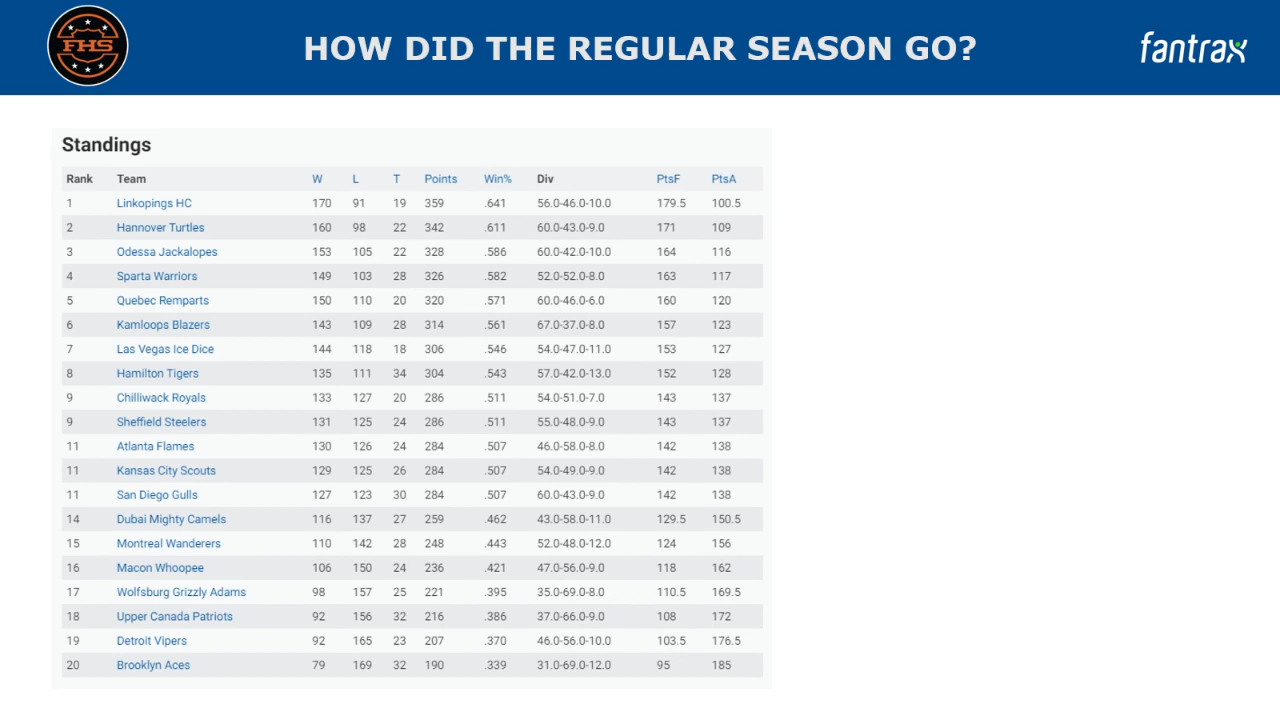 FHS
HOW DID THE REGULAR SEASON GO?
fantrax
Standings
Rank Team W L T Points Win% Div PtsF PtsA
1 Linkopings HC 170 91 19 359 .641 56.0-46.0-10.0 179.5 100.5
2 Hannover Turtles 160 98 22 342 .611 60.0-43.0-9.0 171 109
3 Odessa Jackalopes 153 105 22 328 .586 60.0-42.0-10.0 164 116
4 Sparta Warriors 149 103 28 326 .582 52.0-52.0-8.0 163 117
5 Quebec Remparts 150 110 20 320 .571 60.0-46.0-6.0 160 120
6 Kamloops Blazers 143 109 28 314 .561 67.0-37.0-8.0 157 123
7 Las Vegas Ice Dice 144 118 18 306 .546 54.0-47.0-11.0 153 127
8 Hamilton Tigers 135 111 34 304 .543 57.0-42.0-13.0 152 128
9 Chilliwack Royals 133 127 20 286 .511 54.0-51.0-7.0 143 137
9 Sheffield Steelers 131 125 24 286 .511 55.0-48.0-9.0 143 137
11 Atlanta Flames 130 126 24 284 .507 46.0-58.0-8.0 142 138
11 Kansas City Scouts 129 125 26 284 .507 54.0-49.0-9.0 142 138
11 San Diego Gulls 127 123 30 284 .507 60.0-43.0-9.0 142 138
14 Dubai Mighty Camels 116 137 27 259 .462 43.0-58.0-11.0 129.5 150.5
15 Montreal Wanderers 110 142 28 248 .443 52.0-48.0-12.0 124 156
16 Macon Whoopee 106 150 24 236 .421 47.0-56.0-9.0 118 162
17 Wolfsburg Grizzly Adams 98 157 25 221 .395 35.0-69.0-8.0 110.5 169.5
18 Upper Canada Patriots 92 156 32 216 .386 37.0-66.0-9.0 108 172
19 Detroit Vipers 92 165 23 207 .370 46.0-56.0-10.0 103.5 176.5
20 Brooklyn Aces 79 169 32 190 .339 31.0-69.0-12.0 95 185